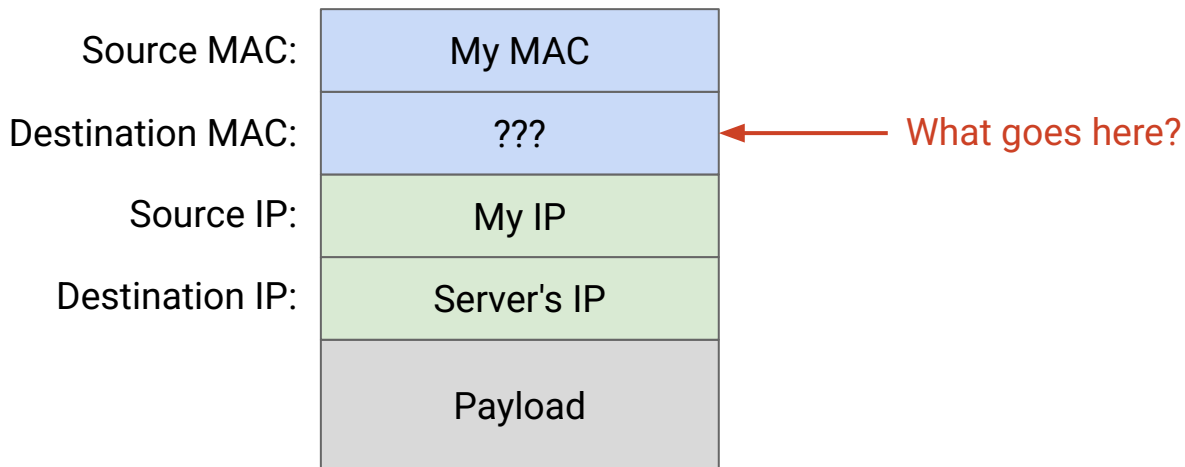 Source MAC: My MAC
Destination MAC: ??? What goes here?
Source IP: My IP
Destination IP: Server's IP
Payload